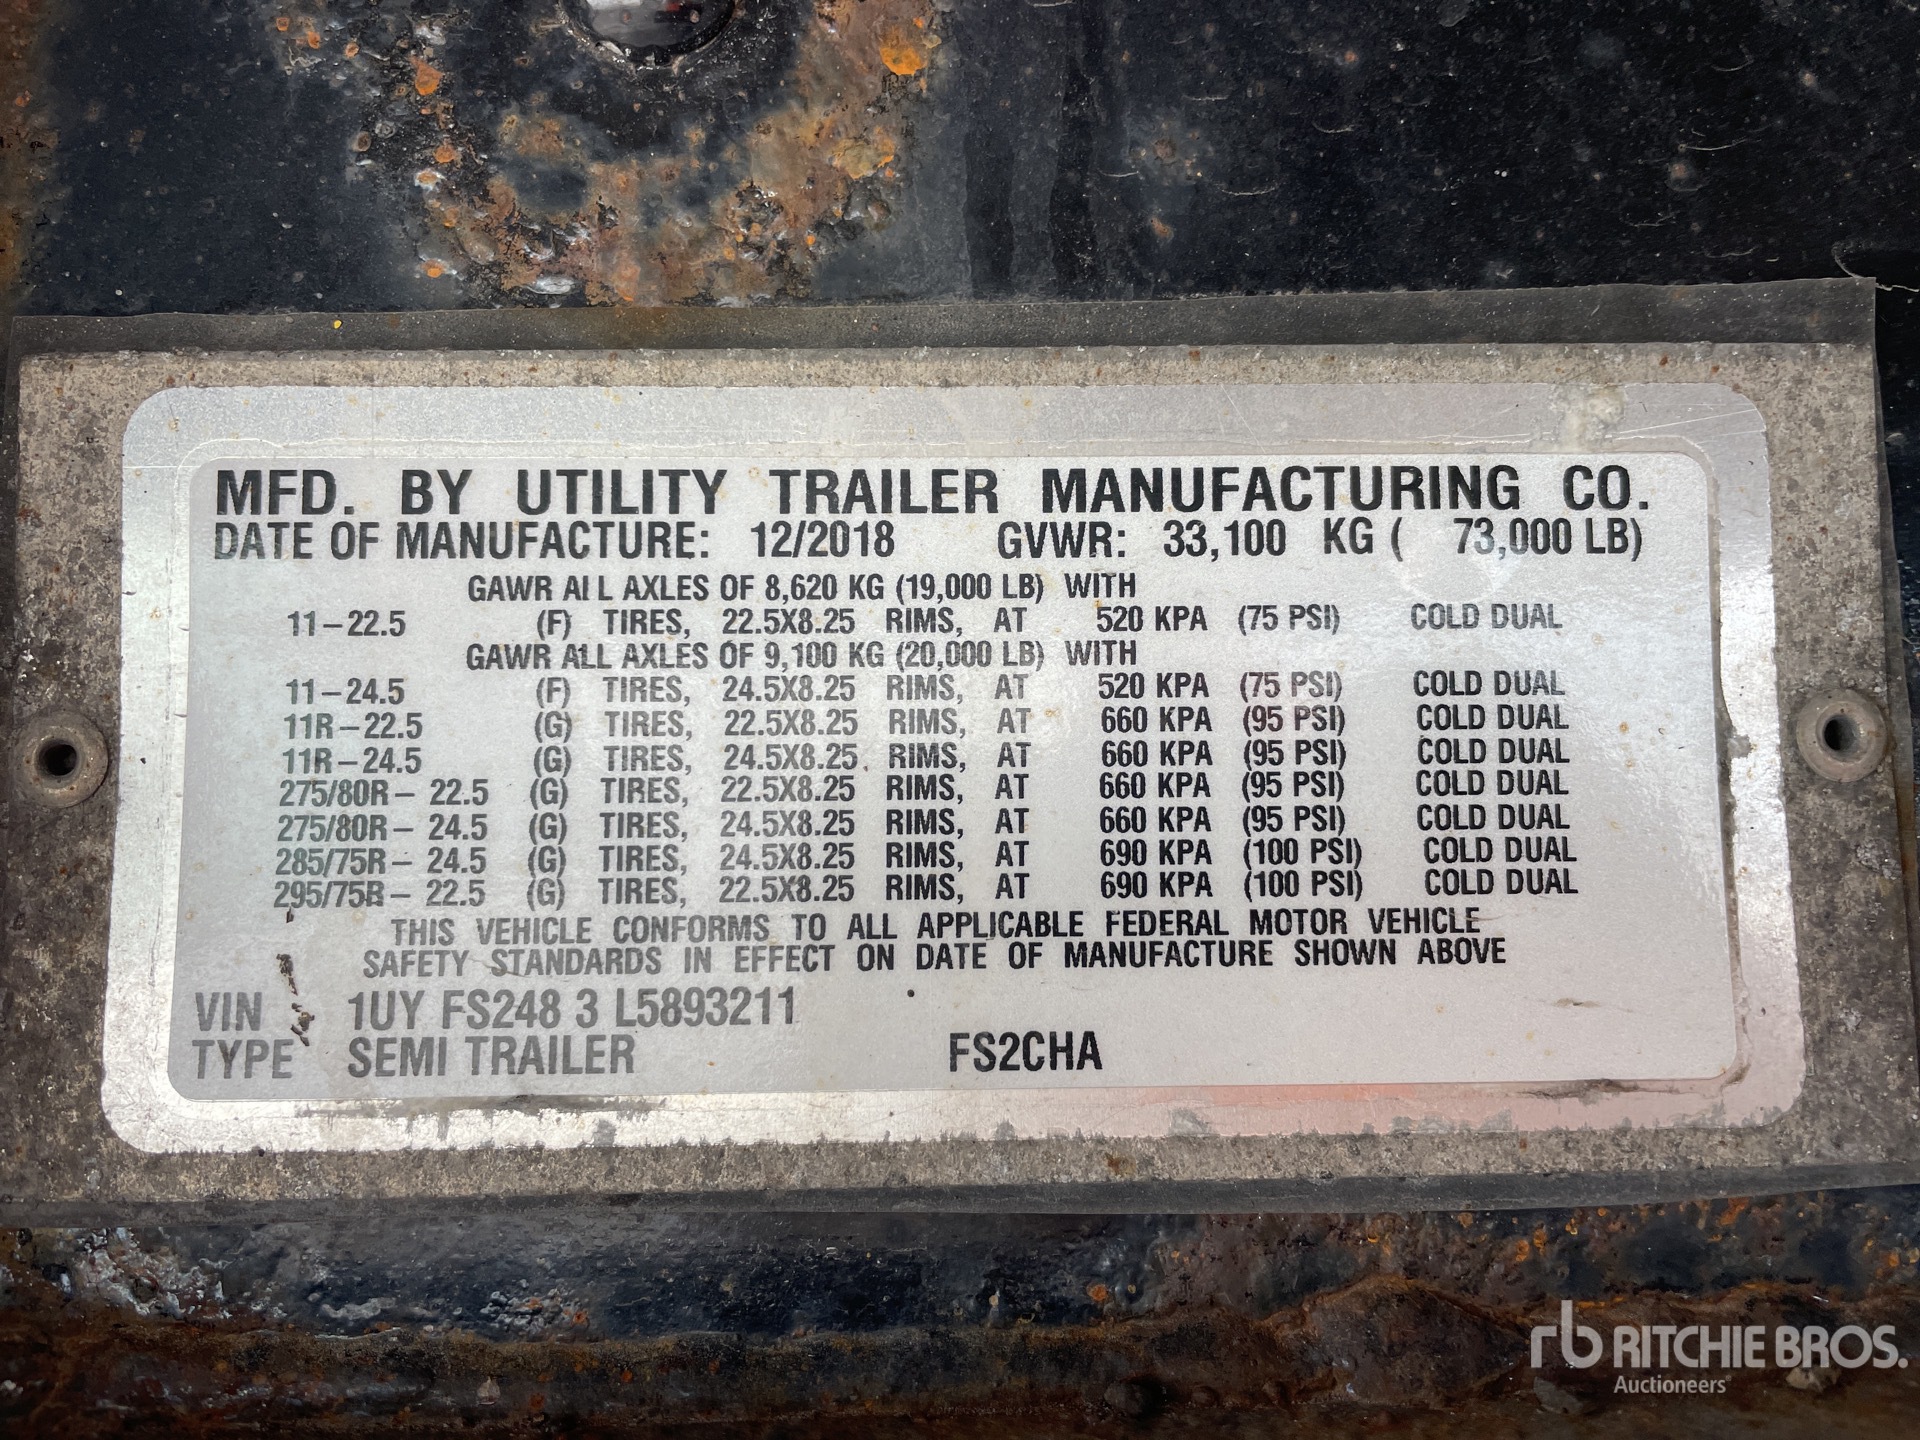 MFD. BY UTILITY TRAILER MANUFACTURING CO.
DATE OF MANUFACTURE: 12/2018 GVWR: 33,100 KG ( 73,000 LB)
GAWR ALL AXLES OF 8,620 KG (19,000 LB) WITH
11-22.5 (F) TIRES, 22.5X8.25 RIMS, AT 520 KPA (75 PSI) COLD DUAL
GAWR ALL AXLES OF 9,100 KG (20,000 LB) WITH
11-24.5 (F) TIRES, 24.5X8.25 RIMS, AT 520 KPA (75 PSI) COLD DUAL
11R-22.5 (G) TIRES, 22.5X8.25 RIMS, AT 660 KPA (95 PSI) COLD DUAL
11R-24.5 (G) TIRES, 24.5X8.25 RIMS, AT 660 KPA (95 PSI) COLD DUAL
275/80R- 22.5 (G) TIRES, 22.5X8.25 RIMS, AT 660 KPA (95 PSI) COLD DUAL
275/80R- 24.5 (G) TIRES, 24.5X8.25 RIMS, AT 660 KPA (95 PSI) COLD DUAL
285/75R- 24.5 (G) TIRES, 24.5X8.25 RIMS, AT 690 KPA (100 PSI) COLD DUAL
295/75R- 22.5 (G) TIRES, 22.5X8.25 RIMS, AT 690 KPA (100 PSI) COLD DUAL
THIS VEHICLE CONFORMS TO ALL APPLICABLE FEDERAL MOTOR VEHICLE
SAFETY STANDARDS IN EFFECT ON DATE OF MANUFACTURE SHOWN ABOVE
VIN 1UY FS248 3 L5893211
TYPE SEMI TRAILER FS2CHA
rb RITCHIE BROS.
Auctioneers